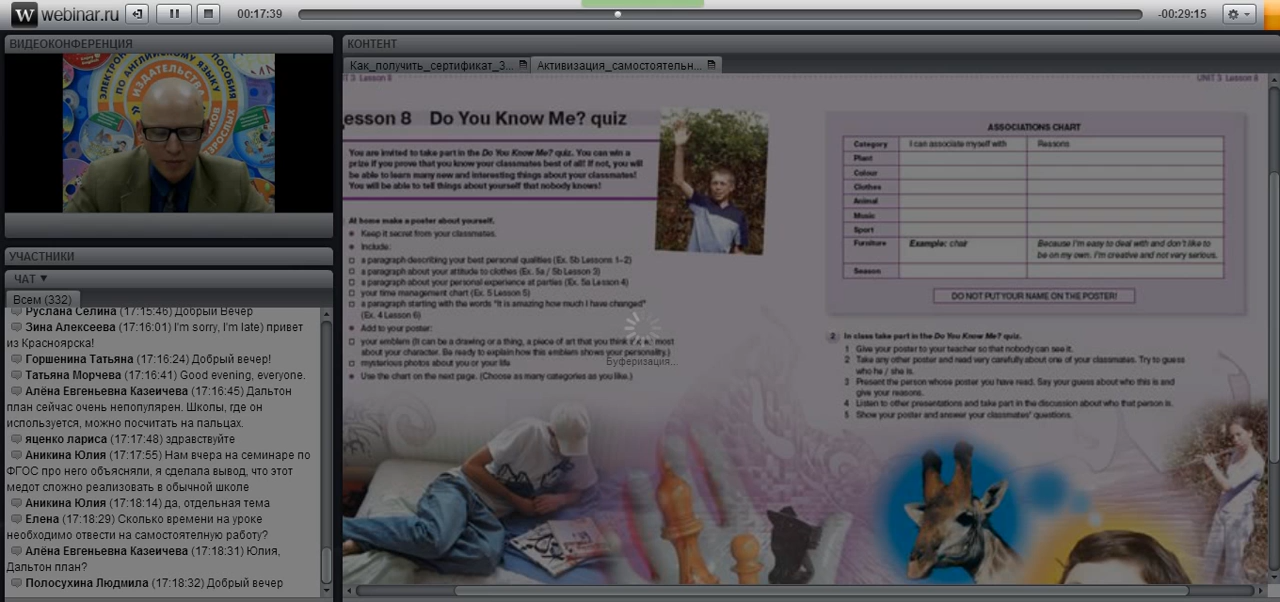 W webinar.ru
00:17:39
-00:29:15
ВИДЕОКОНФЕРЕНЦИЯ
ИЗДАТЕЛЬСТВО
УЧАСТНИКИ
ЧАТ ▼
Всем (332)
Руслана Селина (17:15:46) Добрый Вечер
Зина Алексеева (17:16:01) I'm sorry, I'm late) привет
из Красноярска!
Горшенина Татьяна (17:16:24) Добрый вечер!
Татьяна Морчева (17:16:41) Good evening, everyone.
Алёна Евгеньевна Казеичева (17:16:45) Дальтон
план сейчас очень непопулярен. Школы, где он
используется, можно посчитать на пальцах.
яценко лариса (17:17:48) здравствуйте
Аникина Юлия (17:17:55) Нам вчера на семинаре по
ФГОС про него объясняли, я сделала вывод, что этот
медот сложно реализовать в обычной школе
Аникина Юлия (17:18:14) да, отдельная тема
Елена (17:18:29) Сколько времени на уроке
необходимо отвести на самостоятельную работу?
Алёна Евгеньевна Казеичева (17:18:31) Юлия,
Дальтон план?
Полосухина Людмила (17:18:32) Добрый вечер
КОНТЕНТ
Как_получить_сертификат_З...
Активизация_самостоятельн...
IT 3 Lesson 8
UNIT 3 Lesson 8
esson 8 Do You Know Me? quiz
You are invited to take part in the Do You Know Me? quiz. You can win a
prize if you prove that you know your classmates best of all! If not, you will
be able to learn many new and interesting things about your classmates!
You will be able to tell things about yourself that nobody knows!
At home make a poster about yourself.
Keep it secret from your classmates.
Include:
a paragraph describing your best personal qualities (Ex. 5b Lessons 1–2)
a paragraph about your attitude to clothes (Ex. 5a / 5b Lesson 3)
a paragraph about your personal experience at parties (Ex. 5a Lesson 4)
your time management chart (Ex. 5 Lesson 5)
a paragraph starting with the words "It is amazing how much I have changed"
(Ex. 4 Lesson 6)
Add to your poster:
your emblem (It can be a drawing or a thing, a piece of art that you think most
about your character. Be ready to explain how this emblem shows your personality.)
mysterious photos about you or your life
Use the chart on the next page. (Choose as many categories as you like.)
Буферизация...
ASSOCIATIONS CHART
Category I can associate myself with Reasons
Plant
Colour
Clothes
Animal
Music
Sport
Furniture Example: chair Because I'm easy to deal with and don't like to
be on my own. I'm creative and not very serious.
Season
DO NOT PUT YOUR NAME ON THE POSTER!
2 In class take part in the Do You Know Me? quiz.
1 Give your poster to your teacher so that nobody can see it.
2 Take any other poster and read very carefully about one of your classmates. Try to guess
who he / she is.
3 Present the person whose poster you have read. Say your guess about who this is and
give your reasons.
4 Listen to other presentations and take part in the discussion about who that person is.
5 Show your poster and answer your classmates' questions.